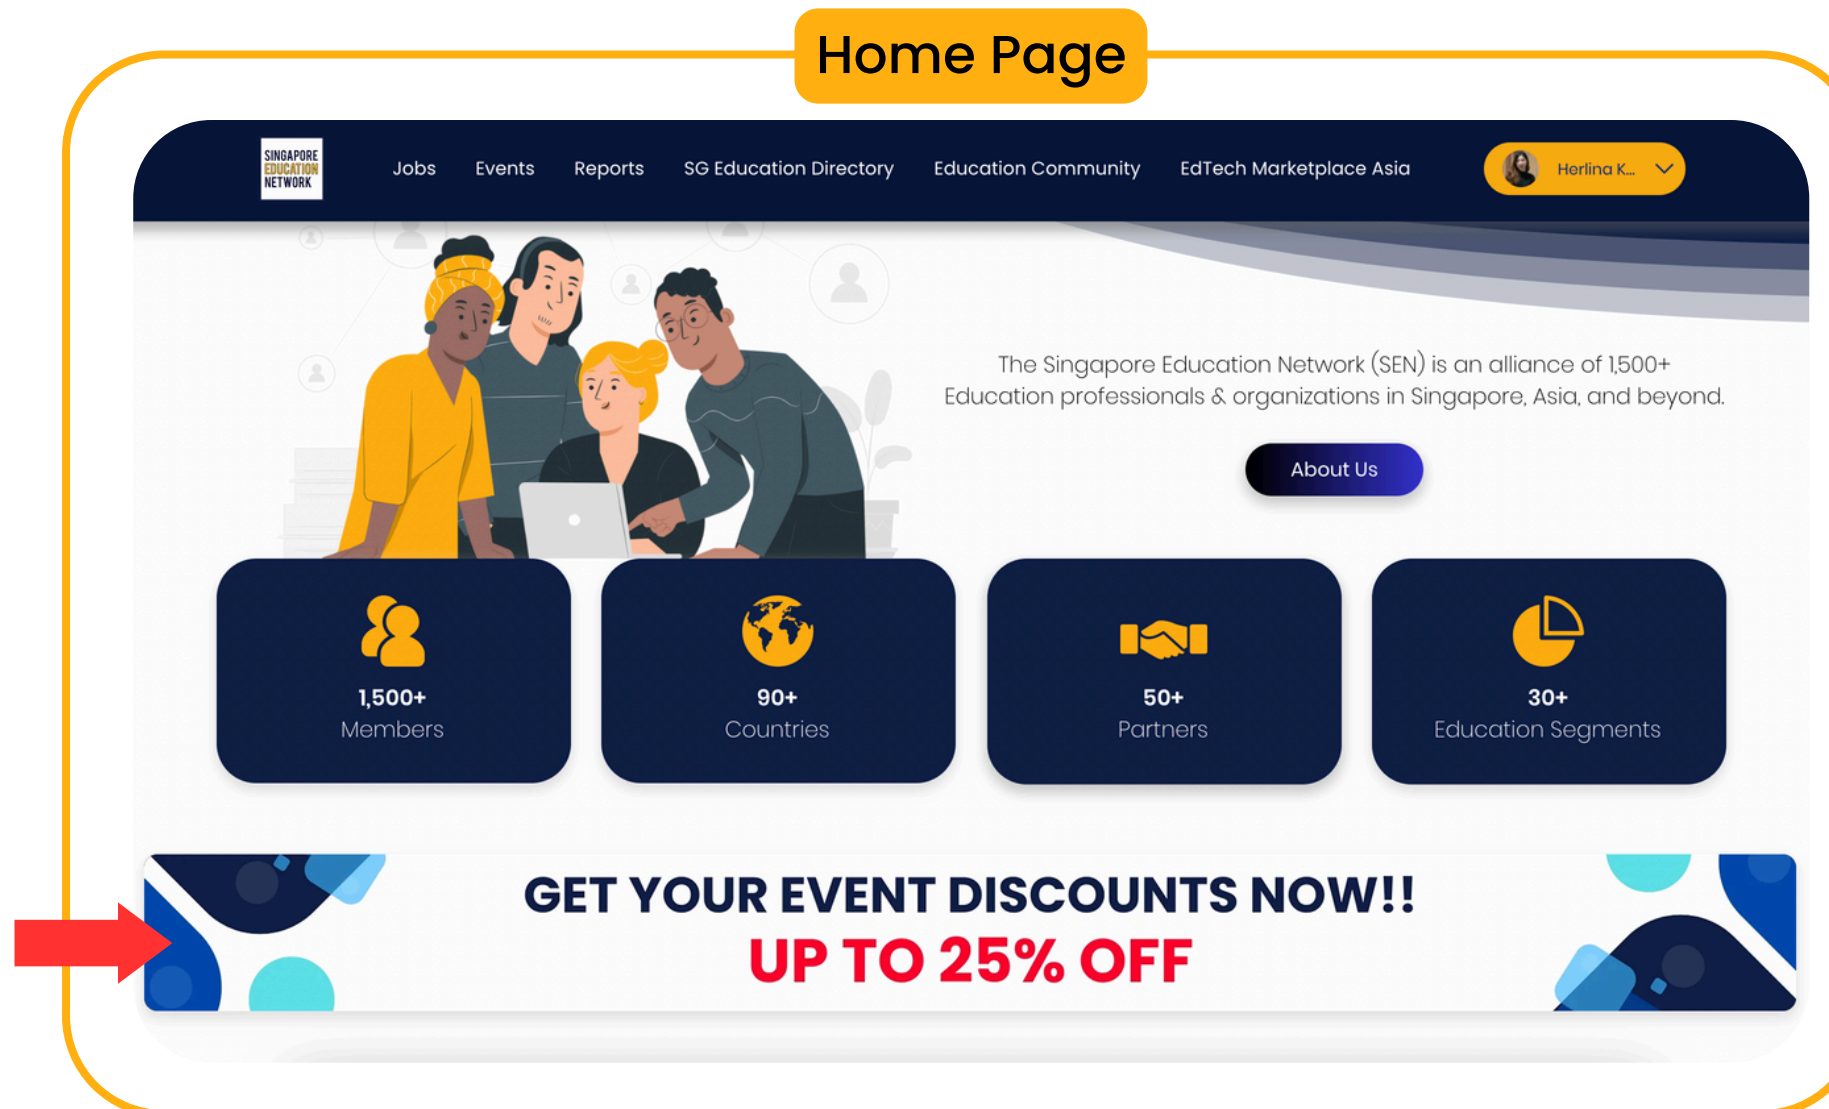 Home Page
SINGAPORE
EDUCATION
NETWORK
Jobs
Events
Reports
SG Education Directory
Education Community
EdTech Marketplace Asia
Herlina K...
The Singapore Education Network (SEN) is an alliance of 1,500+
Education professionals & organizations in Singapore, Asia, and beyond.
About Us
1,500+
Members
90+
Countries
50+
Partners
30+
Education Segments
GET YOUR EVENT DISCOUNTS NOW!!
UP TO 25% OFF